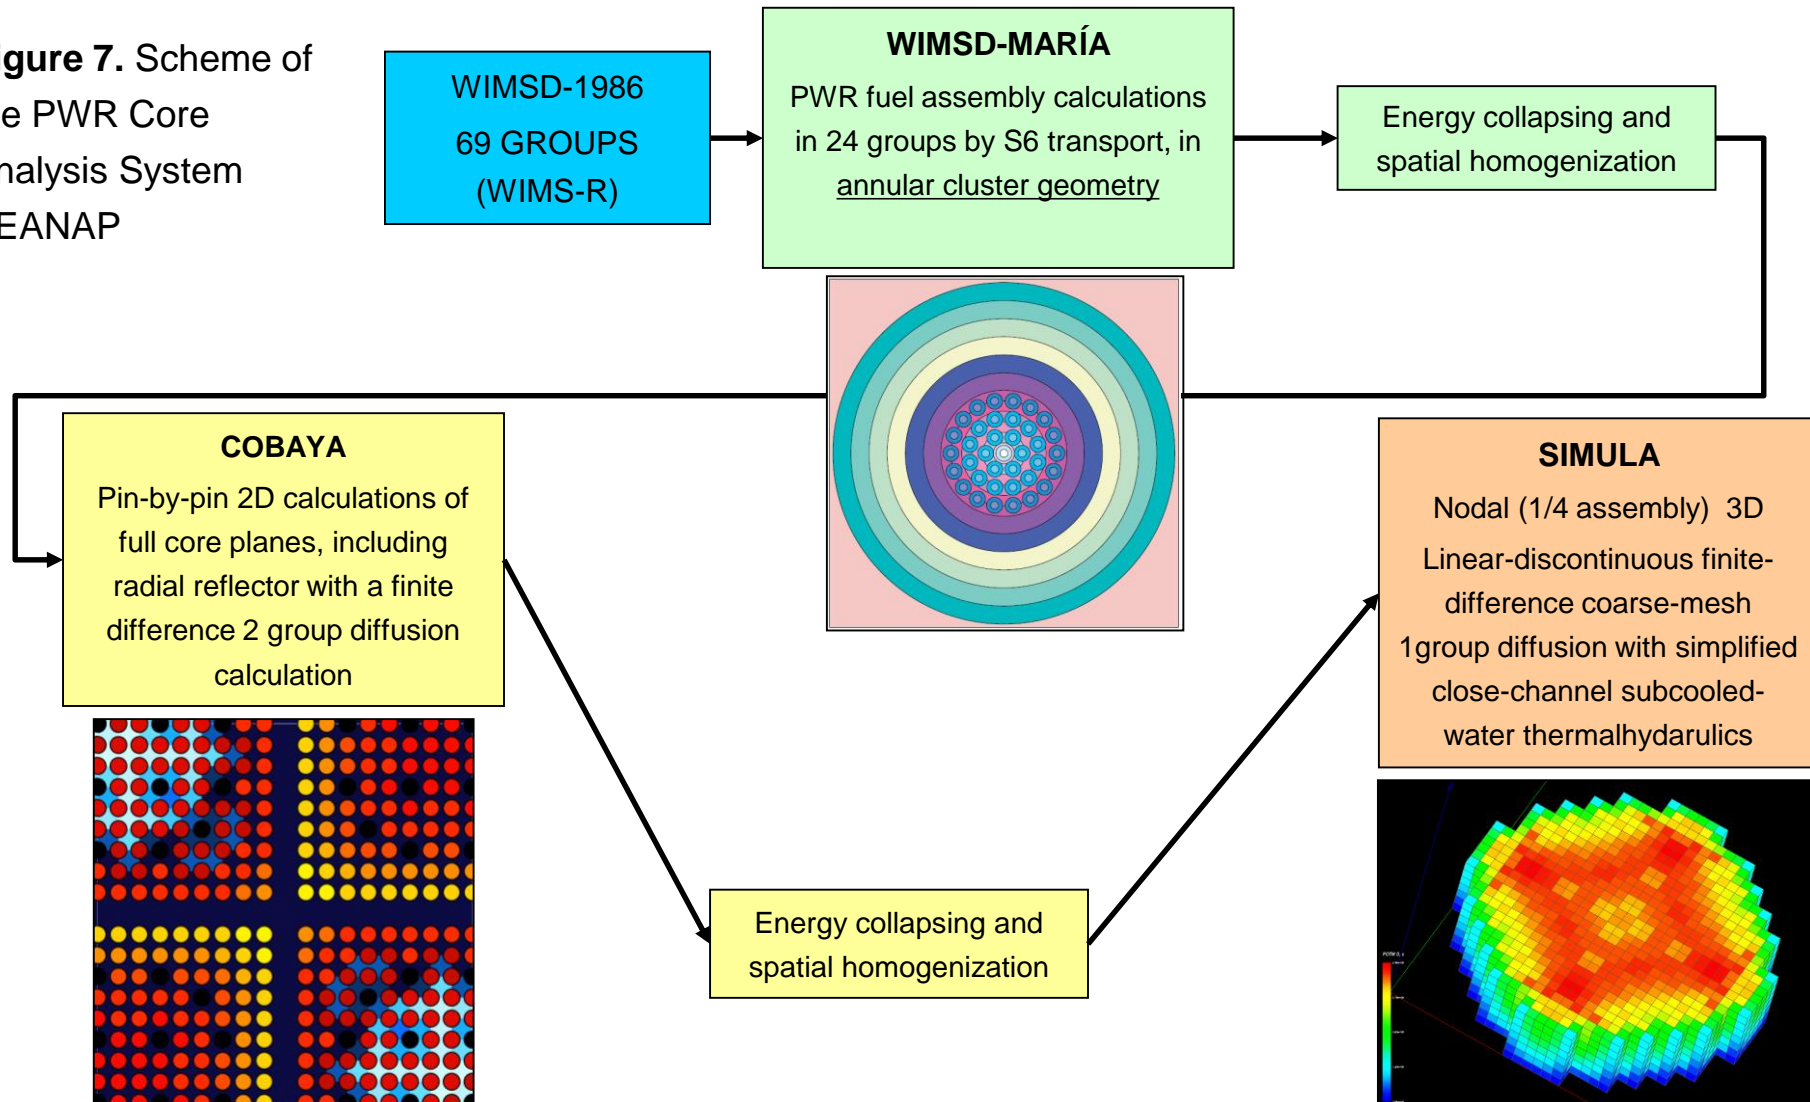 igure 7. Scheme of
e PWR Core
nalysis System
EANAP
WIMSD-1986
69 GROUPS
(WIMS-R)
WIMSD-MARÍA
PWR fuel assembly calculations
in 24 groups by S6 transport, in
annular cluster geometry
Energy collapsing and
spatial homogenization
COBAYA
Pin-by-pin 2D calculations of
full core planes, including
radial reflector with a finite
difference 2 group diffusion
calculation
SIMULA
Nodal (1/4 assembly) 3D
Linear-discontinuous finite-
difference coarse-mesh
1group diffusion with simplified
close-channel subcooled-
water thermalhydarulics
Energy collapsing and
spatial homogenization